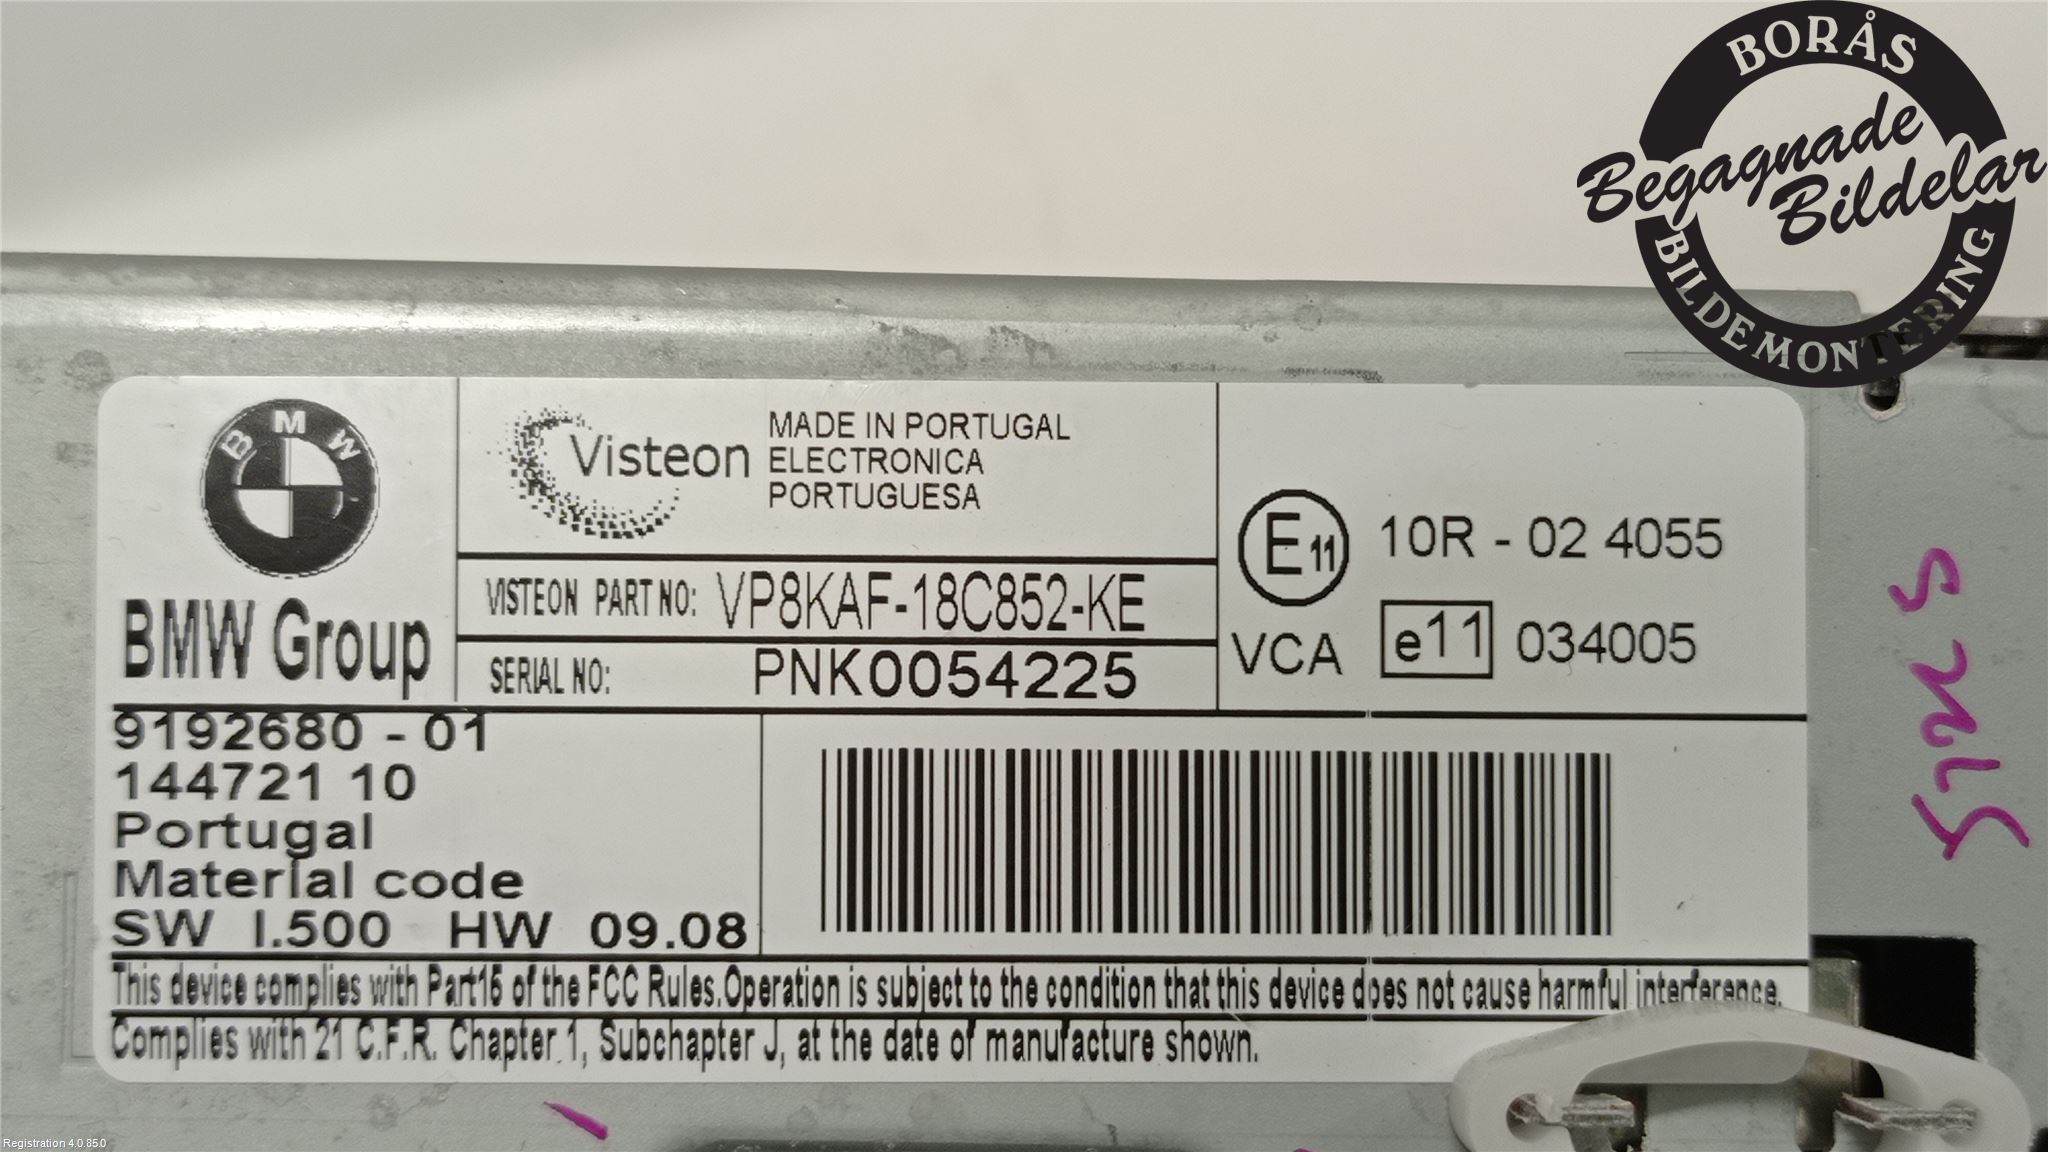 BORÅS
Begagnade
Bildelar
BILDEMONTERING
BMW
BMW Group
Visteon
MADE IN PORTUGAL
ELECTRONICA
PORTUGUESA
VISTEON PART NO: VP8KAF-18C852-KE
SERIAL NO: PNK0054225
E11 10R - 02 4055
VCA e11 034005
9192680 - 01
144721 10
Portugal
Material code
SW I.500 HW 09.08
This device complies with Part15 of the FCC Rules.Operation is subject to the condition that this device does not cause harmful interference.
Complies with 21 C.F.R. Chapter 1, Subchapter J, at the date of manufacture shown.
Registration 4.0.85.0